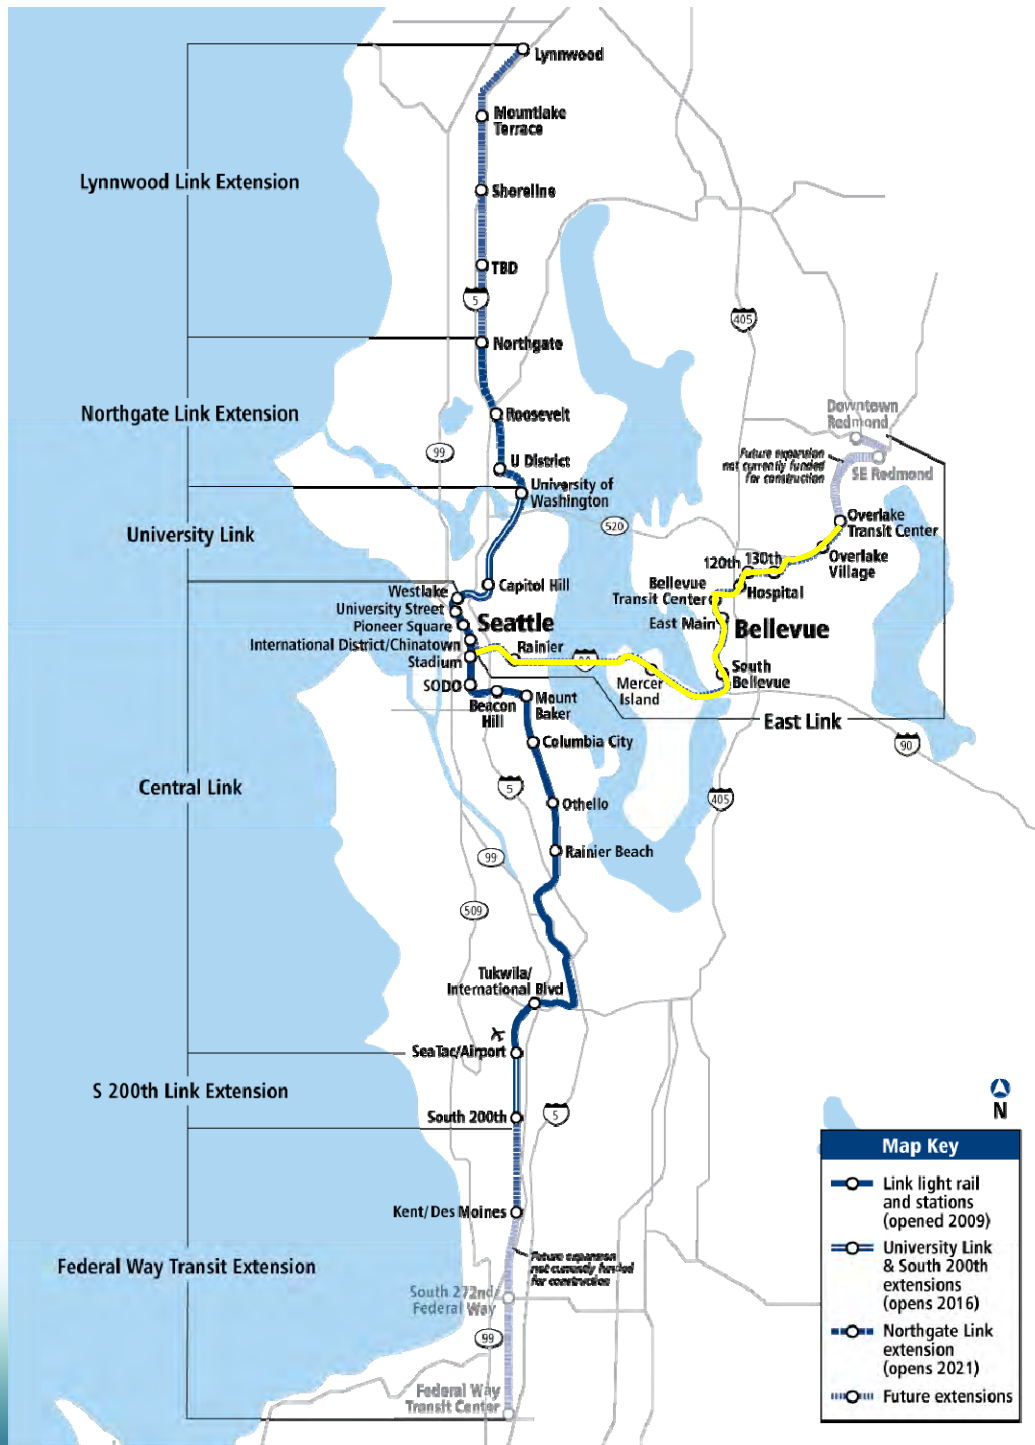 Lynnwood
Mountlake
Terrace
Lynnwood Link Extension
Shoreline
TBD
5
405
Northgate
Northgate Link Extension
Roosevelt
Downtown
Redmond
99
U District
Future expansion
not currently funded
for construction
SE Redmond
University of
Washington
University Link
520
Overlake
Transit Center
120th
130th
Overlake
Village
Westlake
Capitol Hill
Bellevue
Transit Center
Hospital
University Street
Pioneer Square
Seattle
East Main
Bellevue
International District/Chinatown
Rainier
Stadium
90
SODO
Mercer
Island
South
Bellevue
Beacon
Hill
Mount
Baker
East Link
Columbia City
90
Central Link
5
405
Othello
99
Rainier Beach
509
Tukwila/
International Blvd
SeaTac/Airport
S 200th Link Extension
South 200th
5
N
Kent/Des Moines
Federal Way Transit Extension
Future expansion
not currently funded
for construction
South 272nd/
Federal Way
99
Federal Way
Transit Center
Map Key
Link light rail
and stations
(opened 2009)
University Link
& South 200th
extensions
(opens 2016)
Northgate Link
extension
(opens 2021)
Future extensions